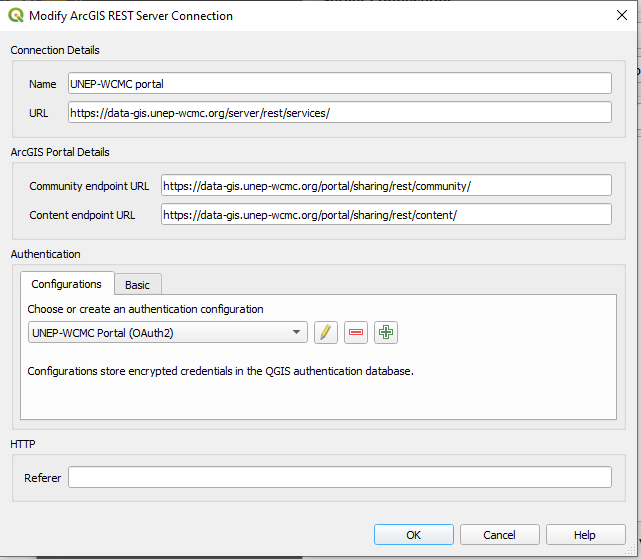 Modify ArcGIS REST Server Connection
Connection Details
Name UNEP-WCMC portal
URL https://data-gis.unep-wcmc.org/server/rest/services/
ArcGIS Portal Details
Community endpoint URL https://data-gis.unep-wcmc.org/portal/sharing/rest/community/
Content endpoint URL https://data-gis.unep-wcmc.org/portal/sharing/rest/content/
Authentication
Configurations Basic
Choose or create an authentication configuration
UNEP-WCMC Portal (OAuth2)
Configurations store encrypted credentials in the QGIS authentication database.
HTTP
Referer
OK Cancel Help